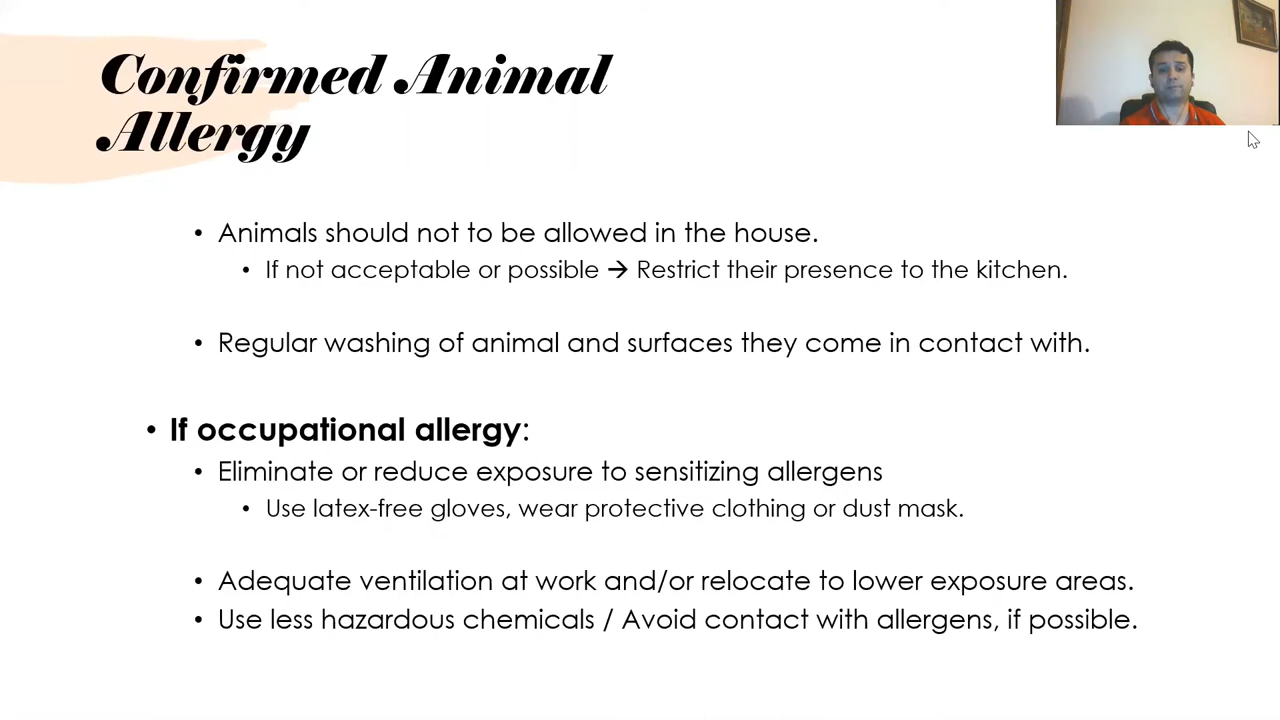 Confirmed Animal
Allergy
• Animals should not to be allowed in the house.
• If not acceptable or possible → Restrict their presence to the kitchen.
• Regular washing of animal and surfaces they come in contact with.
• If occupational allergy:
• Eliminate or reduce exposure to sensitizing allergens
• Use latex-free gloves, wear protective clothing or dust mask.
• Adequate ventilation at work and/or relocate to lower exposure areas.
• Use less hazardous chemicals / Avoid contact with allergens, if possible.